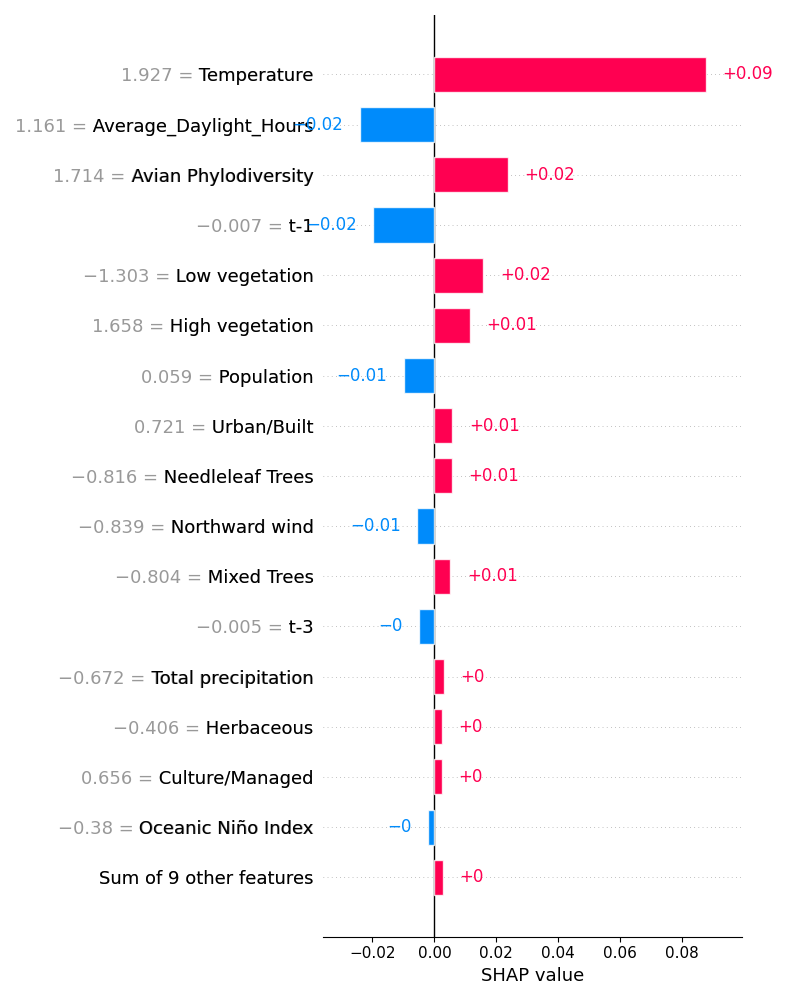 1.927 = Temperature +0.09
1.161 = Average_Daylight_Hours −0.02
1.714 = Avian Phylodiversity +0.02
−0.007 = t-1 −0.02
−1.303 = Low vegetation +0.02
1.658 = High vegetation +0.01
0.059 = Population −0.01
0.721 = Urban/Built +0.01
−0.816 = Needleleaf Trees +0.01
−0.839 = Northward wind −0.01
−0.804 = Mixed Trees +0.01
−0.005 = t-3 −0
−0.672 = Total precipitation +0
−0.406 = Herbaceous +0
0.656 = Culture/Managed +0
−0.38 = Oceanic Niño Index −0
Sum of 9 other features +0
−0.02 0.00 0.02 0.04 0.06 0.08
SHAP value